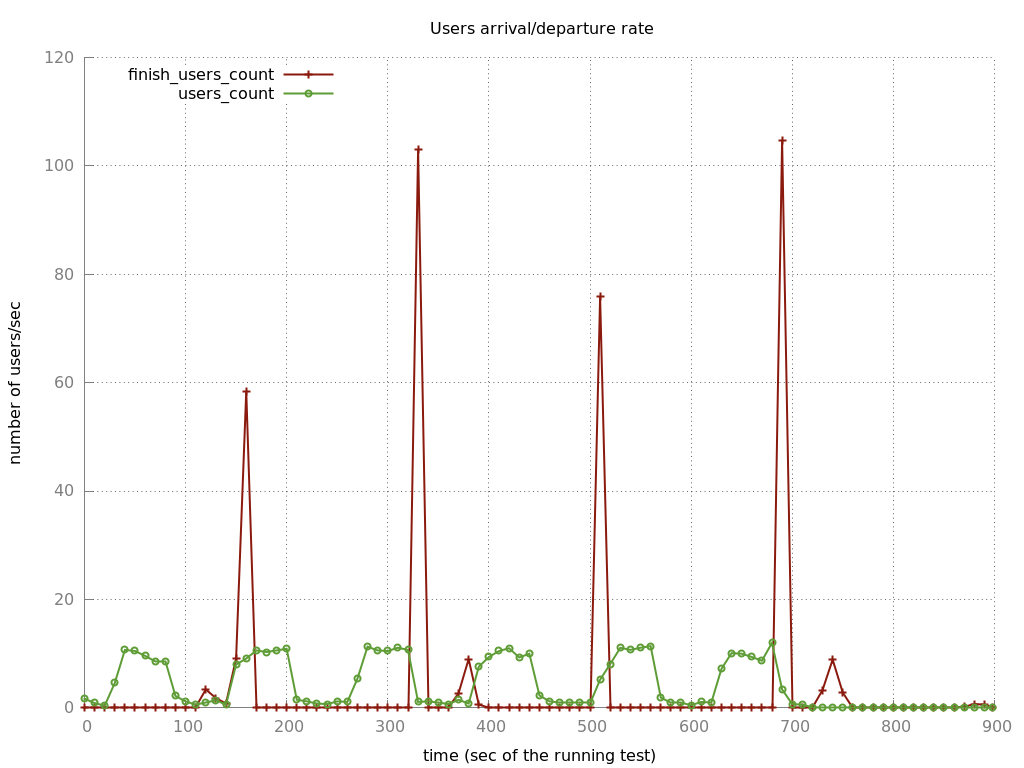 Users arrival/departure rate
120
finish_users_count
users_count
100
80
60
40
20
0
number of users/sec
0 100 200 300 400 500 600 700 800 900
time (sec of the running test)